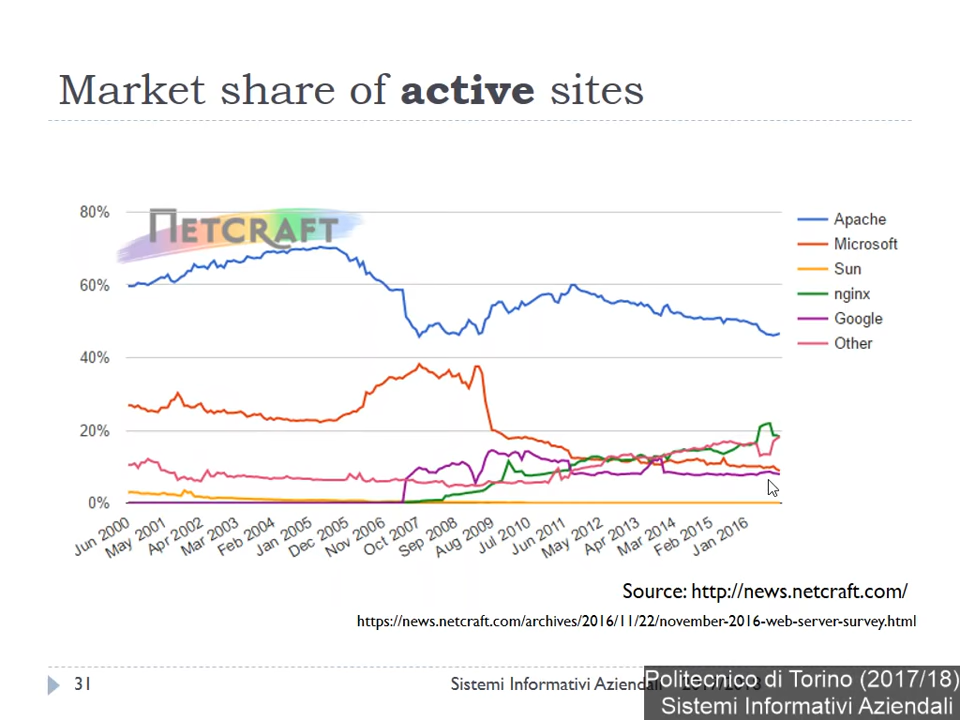 Market share of active sites
80%
NETCRAFT
60%
40%
20%
0%
Apache
Microsoft
Sun
nginx
Google
Other
Jun 2000
May 2001
Apr 2002
Mar 2003
Feb 2004
Jan 2005
Dec 2005
Nov 2006
Oct 2007
Sep 2008
Aug 2009
Jul 2010
Jun 2011
May 2012
Apr 2013
Mar 2014
Feb 2015
Jan 2016
Source: http://news.netcraft.com/
https://news.netcraft.com/archives/2016/11/22/november-2016-web-server-survey.html
31
Sistemi Informativi Aziendali
Politecnico di Torino (2017/18)
Sistemi Informativi Aziendali